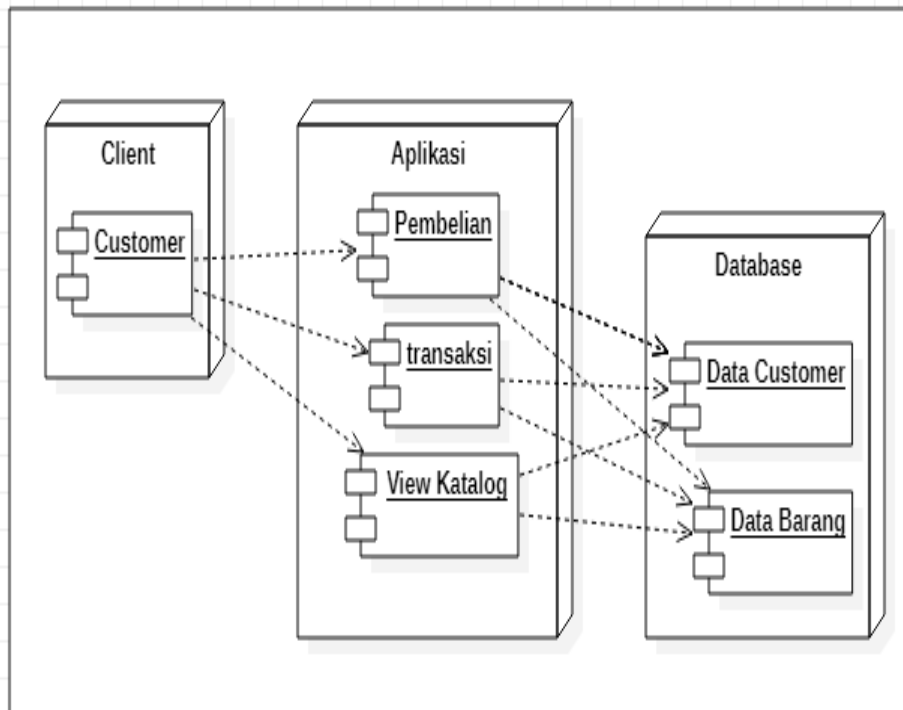 Client
Customer
Aplikasi
Pembelian
transaksi
View Katalog
Database
Data Customer
Data Barang